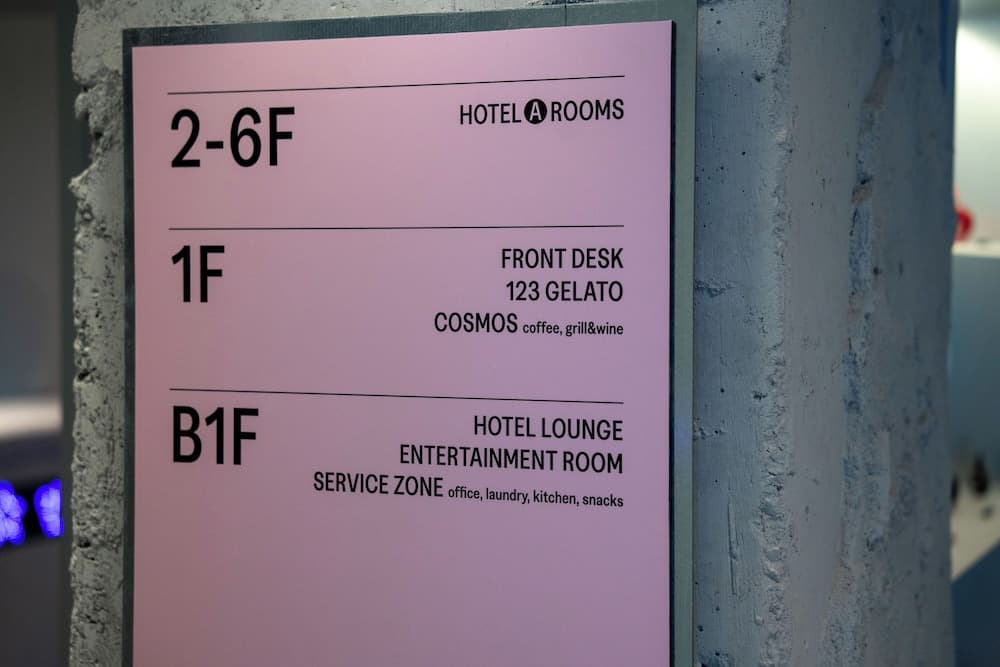 2-6F HOTEL A ROOMS
1F FRONT DESK
123 GELATO
COSMOS coffee, grill&wine
B1F HOTEL LOUNGE
ENTERTAINMENT ROOM
SERVICE ZONE office, laundry, kitchen, snacks